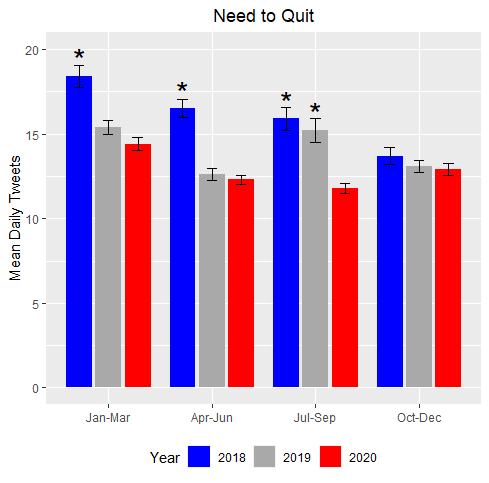 Need to Quit
Mean Daily Tweets
20
15
10
5
0
* * * *
Jan-Mar Apr-Jun Jul-Sep Oct-Dec
Year 2018 2019 2020